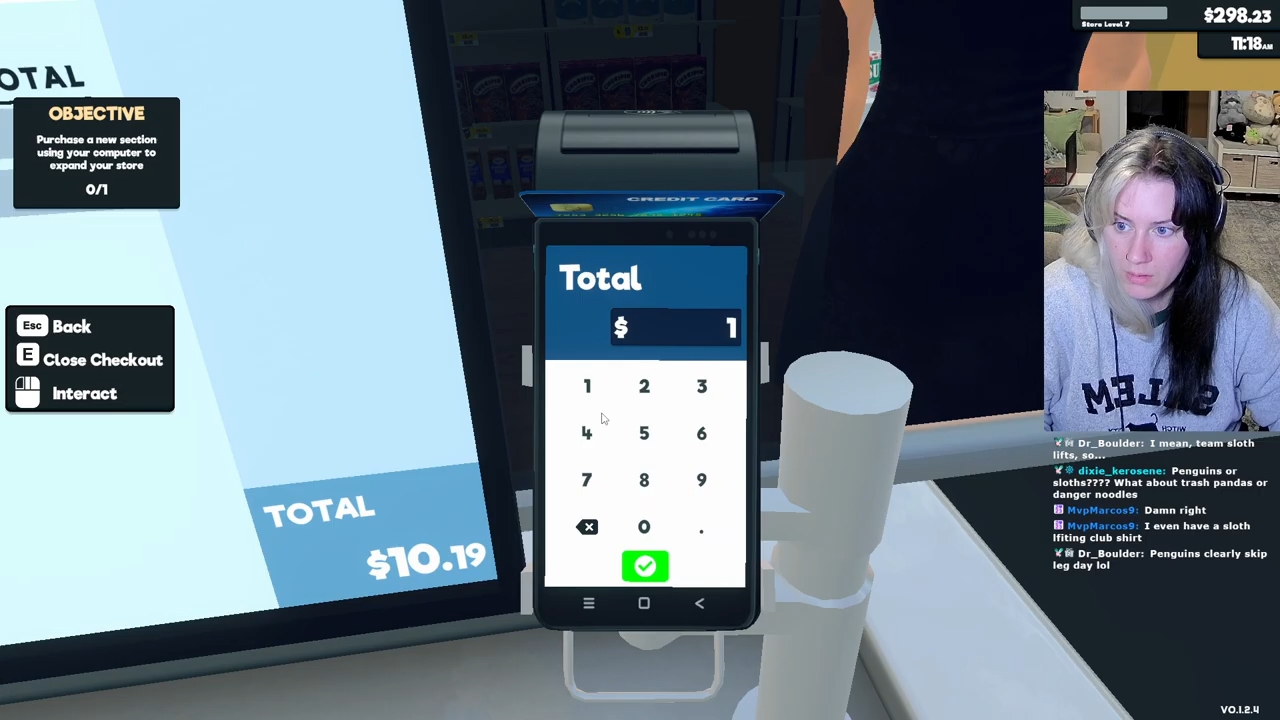 $298.23
Store Level 7
11:18AM
OTAL
OBJECTIVE
Purchase a new section
using your computer to
expand your store
0/1
CREDIT CARD
Total
$ 1
Esc Back
E Close Checkout
Interact
1 2 3
4 5 6
7 8 9
0 .
TOTAL
$10.19
SALEM
WITCH
Dr_Boulder: I mean, team sloth
lifts, so...
dixie_kerosene: Penguins or
sloths???? What about trash pandas or
danger noodles
MvpMarcos9: Damn right
MvpMarcos9: I even have a sloth
lfiting club shirt
Dr_Boulder: Penguins clearly skip
leg day lol
V0.1.2.4